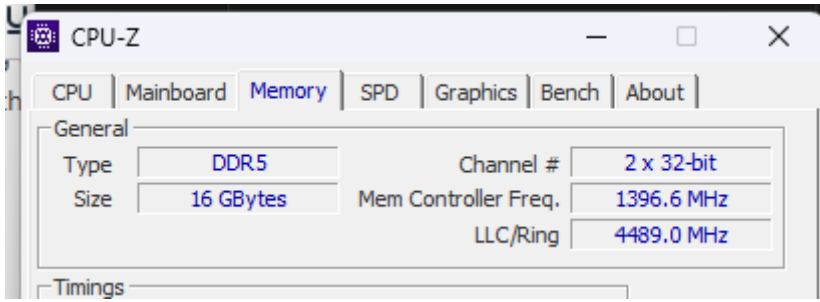 CPU-Z
CPU Mainboard Memory SPD Graphics Bench About
General
Type DDR5 Channel # 2 x 32-bit
Size 16 GBytes Mem Controller Freq. 1396.6 MHz
LLC/Ring 4489.0 MHz
Timings